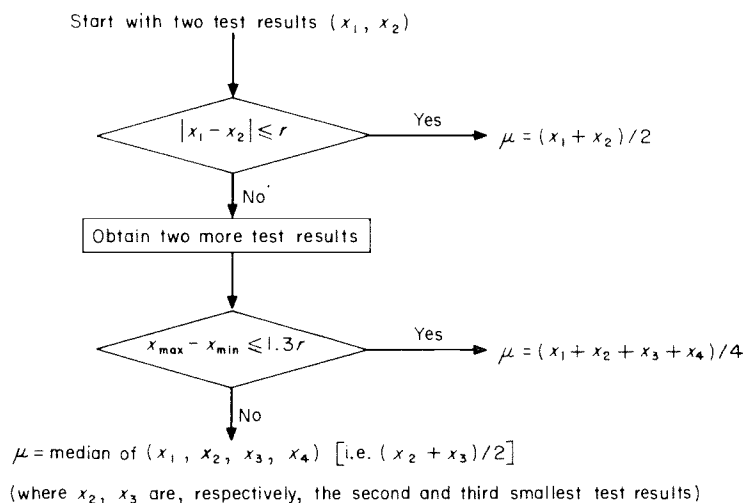 Start with two test results (x₁, x₂)
|x₁ − x₂| ⩽ r
Yes
μ = (x₁ + x₂)/2
No
Obtain two more test results
x_max − x_min ⩽ 1.3r
Yes
μ = (x₁ + x₂ + x₃ + x₄)/4
No
μ = median of (x₁, x₂, x₃, x₄) [i.e. (x₂ + x₃)/2]
(where x₂, x₃ are, respectively, the second and third smallest test results)